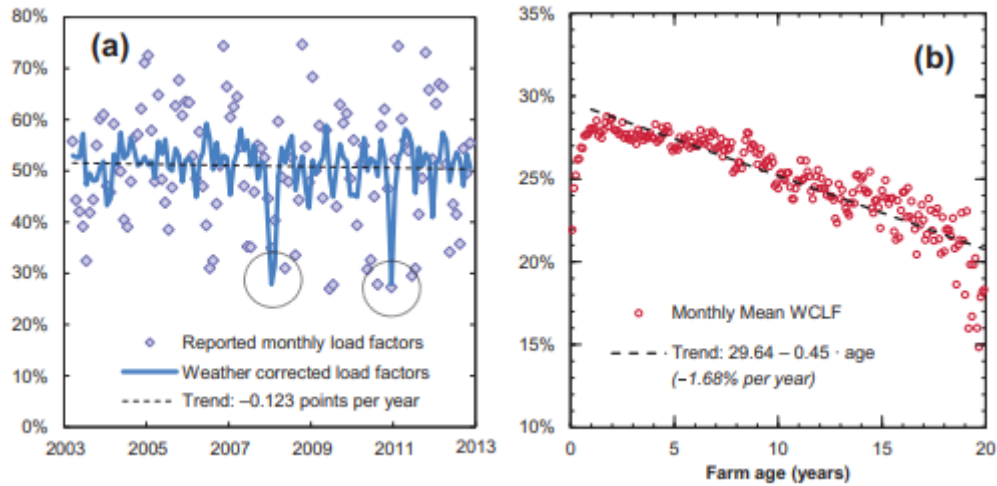 (a)
80%
70%
60%
50%
40%
30%
20%
10%
0%
2003 2005 2007 2009 2011 2013
Reported monthly load factors
Weather corrected load factors
Trend: –0.123 points per year
(b)
35%
30%
25%
20%
15%
10%
0 5 10 15 20
Farm age (years)
Monthly Mean WCLF
Trend: 29.64 – 0.45 · age
(–1.68% per year)